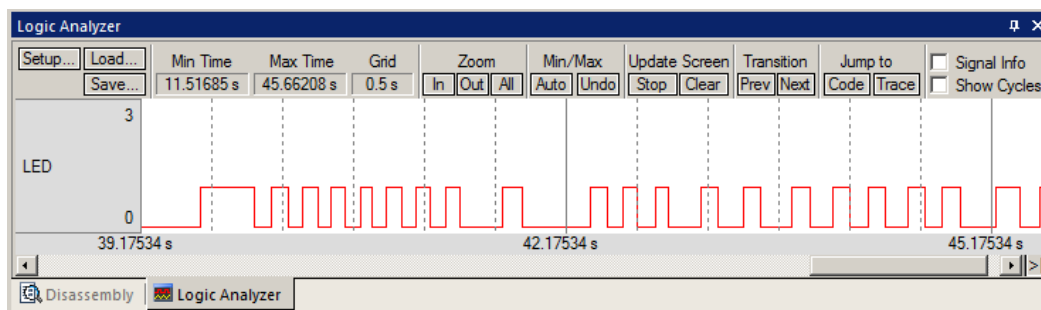 Logic Analyzer
Setup... Load... Min Time Max Time Grid Zoom Min/Max Update Screen Transition Jump to Signal Info
Save... 11.51685 s 45.66208 s 0.5 s In Out All Auto Undo Stop Clear Prev Next Code Trace Show Cycles
3
LED
0
39.17534 s 42.17534 s 45.17534 s
>
Disassembly Logic Analyzer